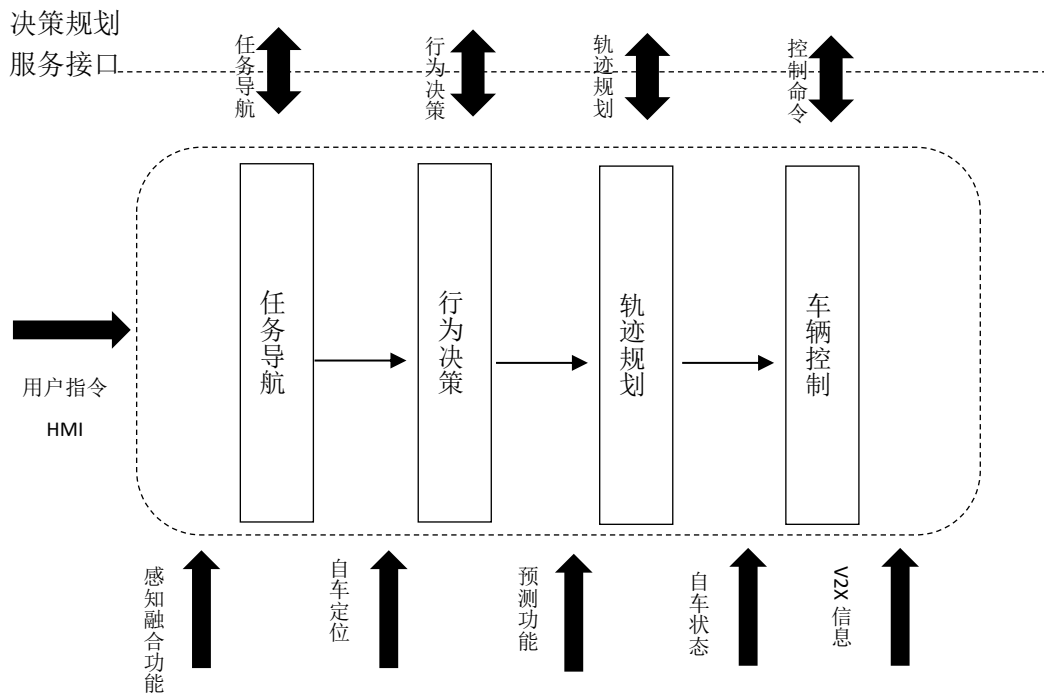 决策规划
服务接口
任务导航
行为决策
轨迹规划
控制命令
任务导航
行为决策
轨迹规划
车辆控制
用户指令
HMI
感知融合功能
自车定位
预测功能
自车状态
V2X 信息